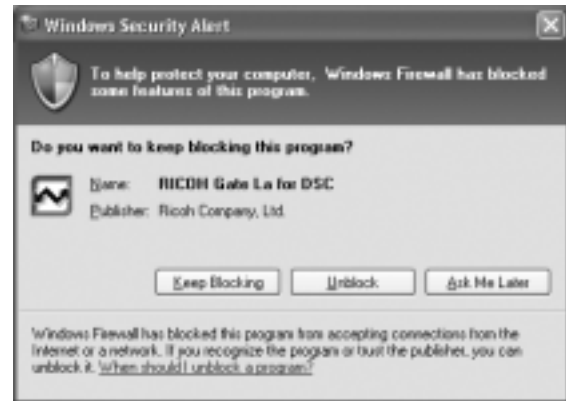 Windows Security Alert
To help protect your computer, Windows Firewall has blocked
some features of this program.
Do you want to keep blocking this program?
Name: RICOH Gate La for DSC
Publisher: Ricoh Company, Ltd.
Keep Blocking Unblock Ask Me Later
Windows Firewall has blocked this program from accepting connections from the
Internet or a network. If you recognize the program or trust the publisher, you can
unblock it. When should I unblock a program?